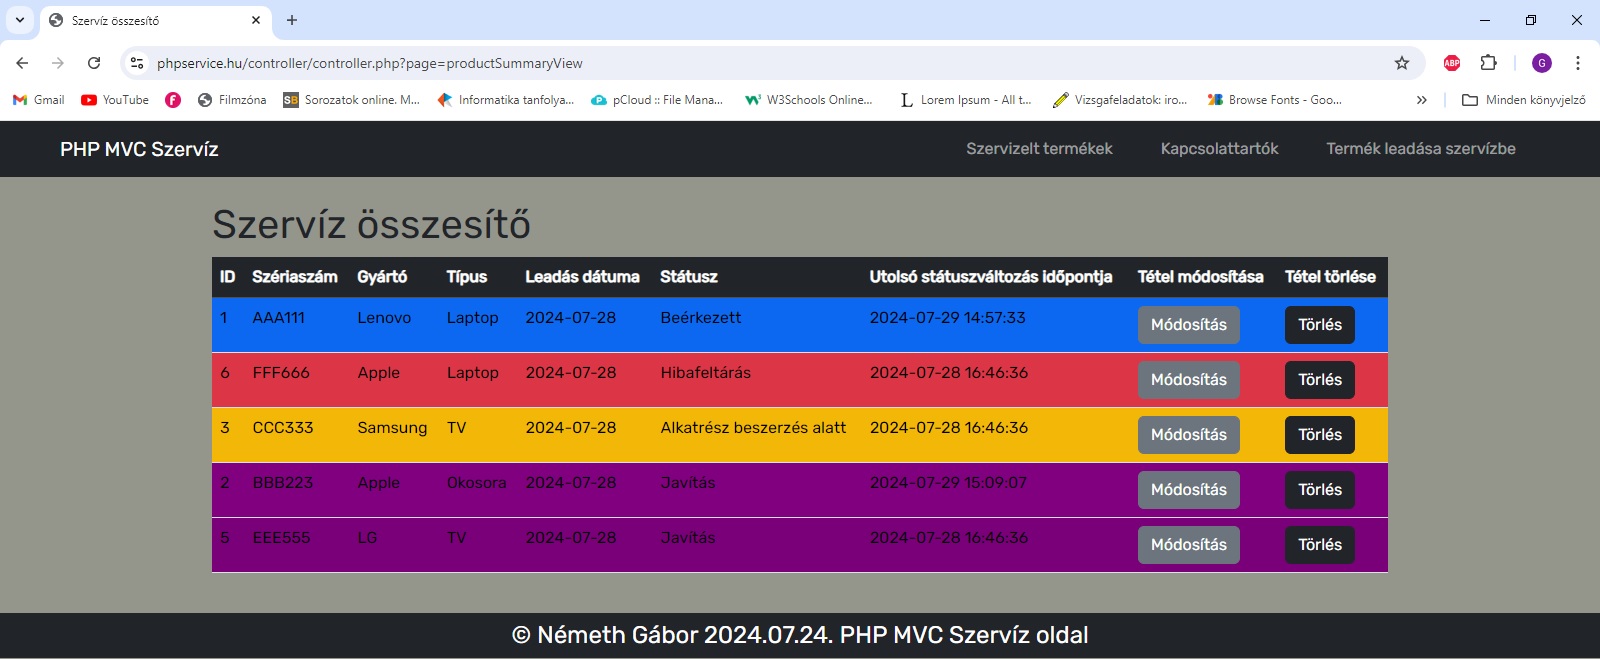 Szervíz összesítő
phpservice.hu/controller/controller.php?page=productSummaryView
ABP
G
Gmail YouTube Filmzóna SB Sorozatok online. M... Informatika tanfolya... pCloud :: File Mana... W3Schools Online... L Lorem Ipsum - All t... Vizsgafeladatok: iro... Browse Fonts - Goo... » Minden könyvjelző
PHP MVC Szervíz Szervizelt termékek Kapcsolattartók Termék leadása szervízbe
Szervíz összesítő
ID Szériaszám Gyártó Típus Leadás dátuma Státusz Utolsó státuszváltozás időpontja Tétel módosítása Tétel törlése
1 AAA111 Lenovo Laptop 2024-07-28 Beérkezett 2024-07-29 14:57:33 Módosítás Törlés
6 FFF666 Apple Laptop 2024-07-28 Hibafeltárás 2024-07-28 16:46:36 Módosítás Törlés
3 CCC333 Samsung TV 2024-07-28 Alkatrész beszerzés alatt 2024-07-28 16:46:36 Módosítás Törlés
2 BBB223 Apple Okosora 2024-07-28 Javítás 2024-07-29 15:09:07 Módosítás Törlés
5 EEE555 LG TV 2024-07-28 Javítás 2024-07-28 16:46:36 Módosítás Törlés
© Németh Gábor 2024.07.24. PHP MVC Szervíz oldal